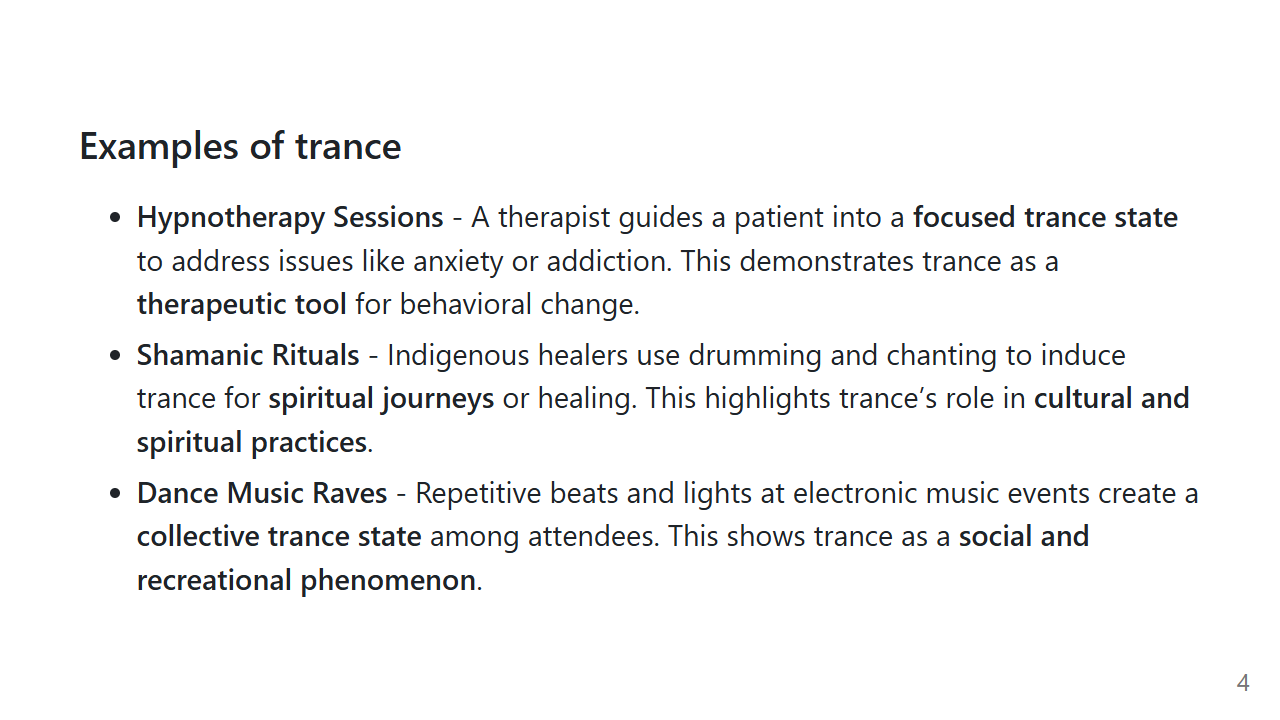 Examples of trance
• Hypnotherapy Sessions - A therapist guides a patient into a focused trance state
to address issues like anxiety or addiction. This demonstrates trance as a
therapeutic tool for behavioral change.
• Shamanic Rituals - Indigenous healers use drumming and chanting to induce
trance for spiritual journeys or healing. This highlights trance’s role in cultural and
spiritual practices.
• Dance Music Raves - Repetitive beats and lights at electronic music events create a
collective trance state among attendees. This shows trance as a social and
recreational phenomenon.
4